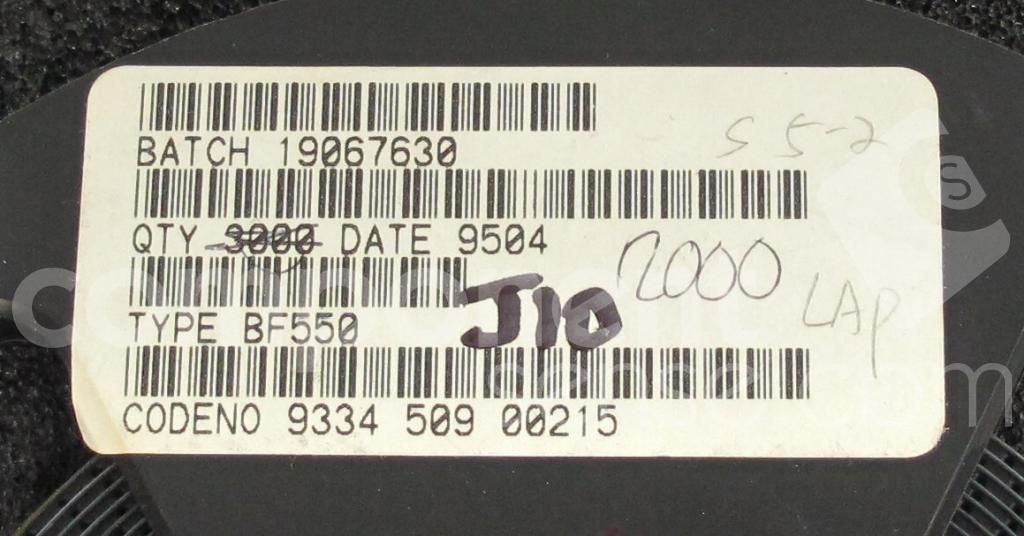 BATCH 19067630
S 5-2
QTY 3000 DATE 9504
2000
TYPE BF550
J10
LAP
CODENO 9334 509 00215